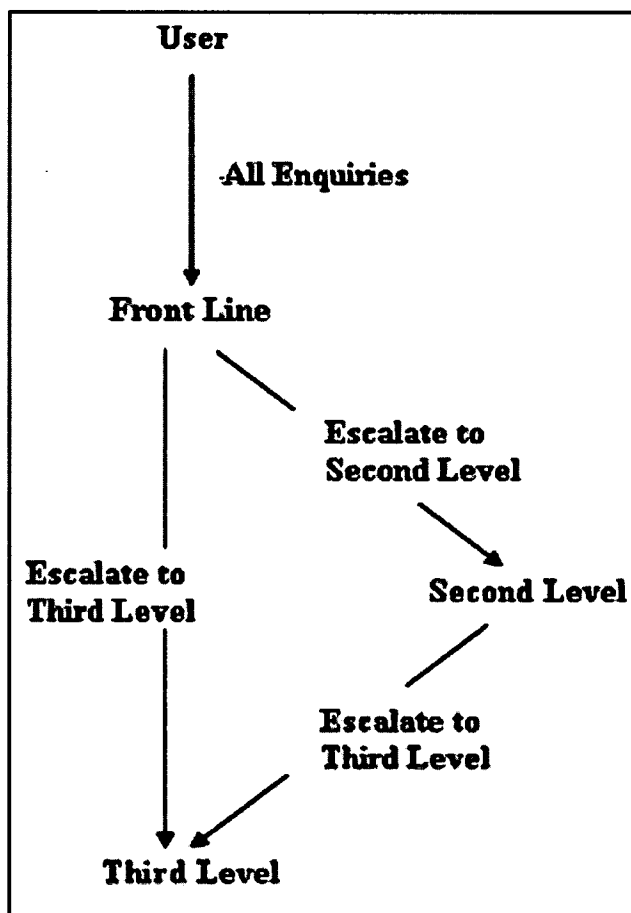 User
All Enquiries
Front Line
Escalate to
Second Level
Escalate to
Third Level
Second Level
Escalate to
Third Level
Third Level